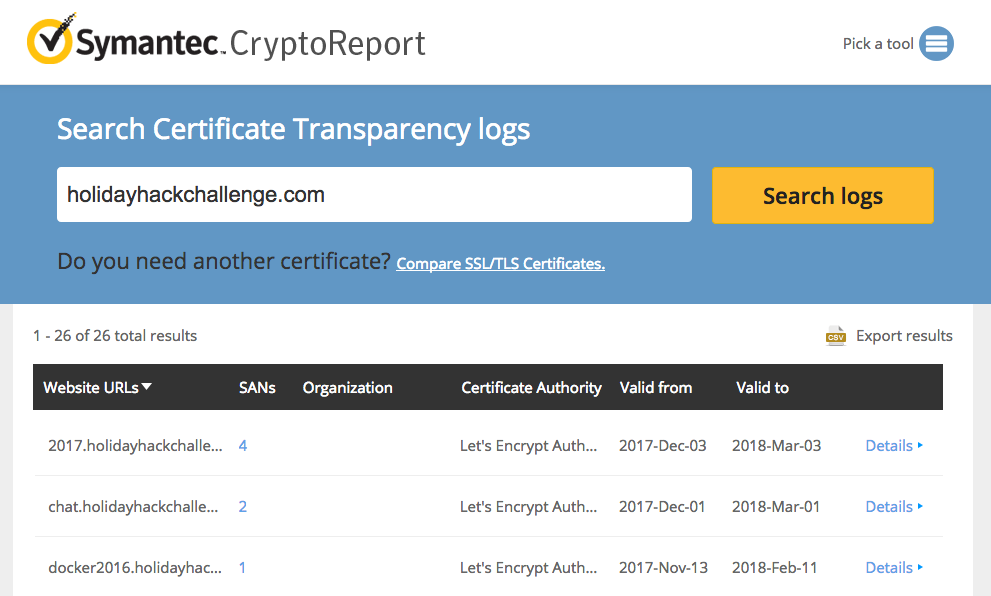 Symantec™ CryptoReport
Pick a tool
Search Certificate Transparency logs
holidayhackchallenge.com
Search logs
Do you need another certificate? Compare SSL/TLS Certificates.
1 - 26 of 26 total results
CSV Export results
Website URLs SANs Organization Certificate Authority Valid from Valid to
2017.holidayhackchalle... 4 Let's Encrypt Auth... 2017-Dec-03 2018-Mar-03 Details
chat.holidayhackchalle... 2 Let's Encrypt Auth... 2017-Dec-01 2018-Mar-01 Details
docker2016.holidayhac... 1 Let's Encrypt Auth... 2017-Nov-13 2018-Feb-11 Details